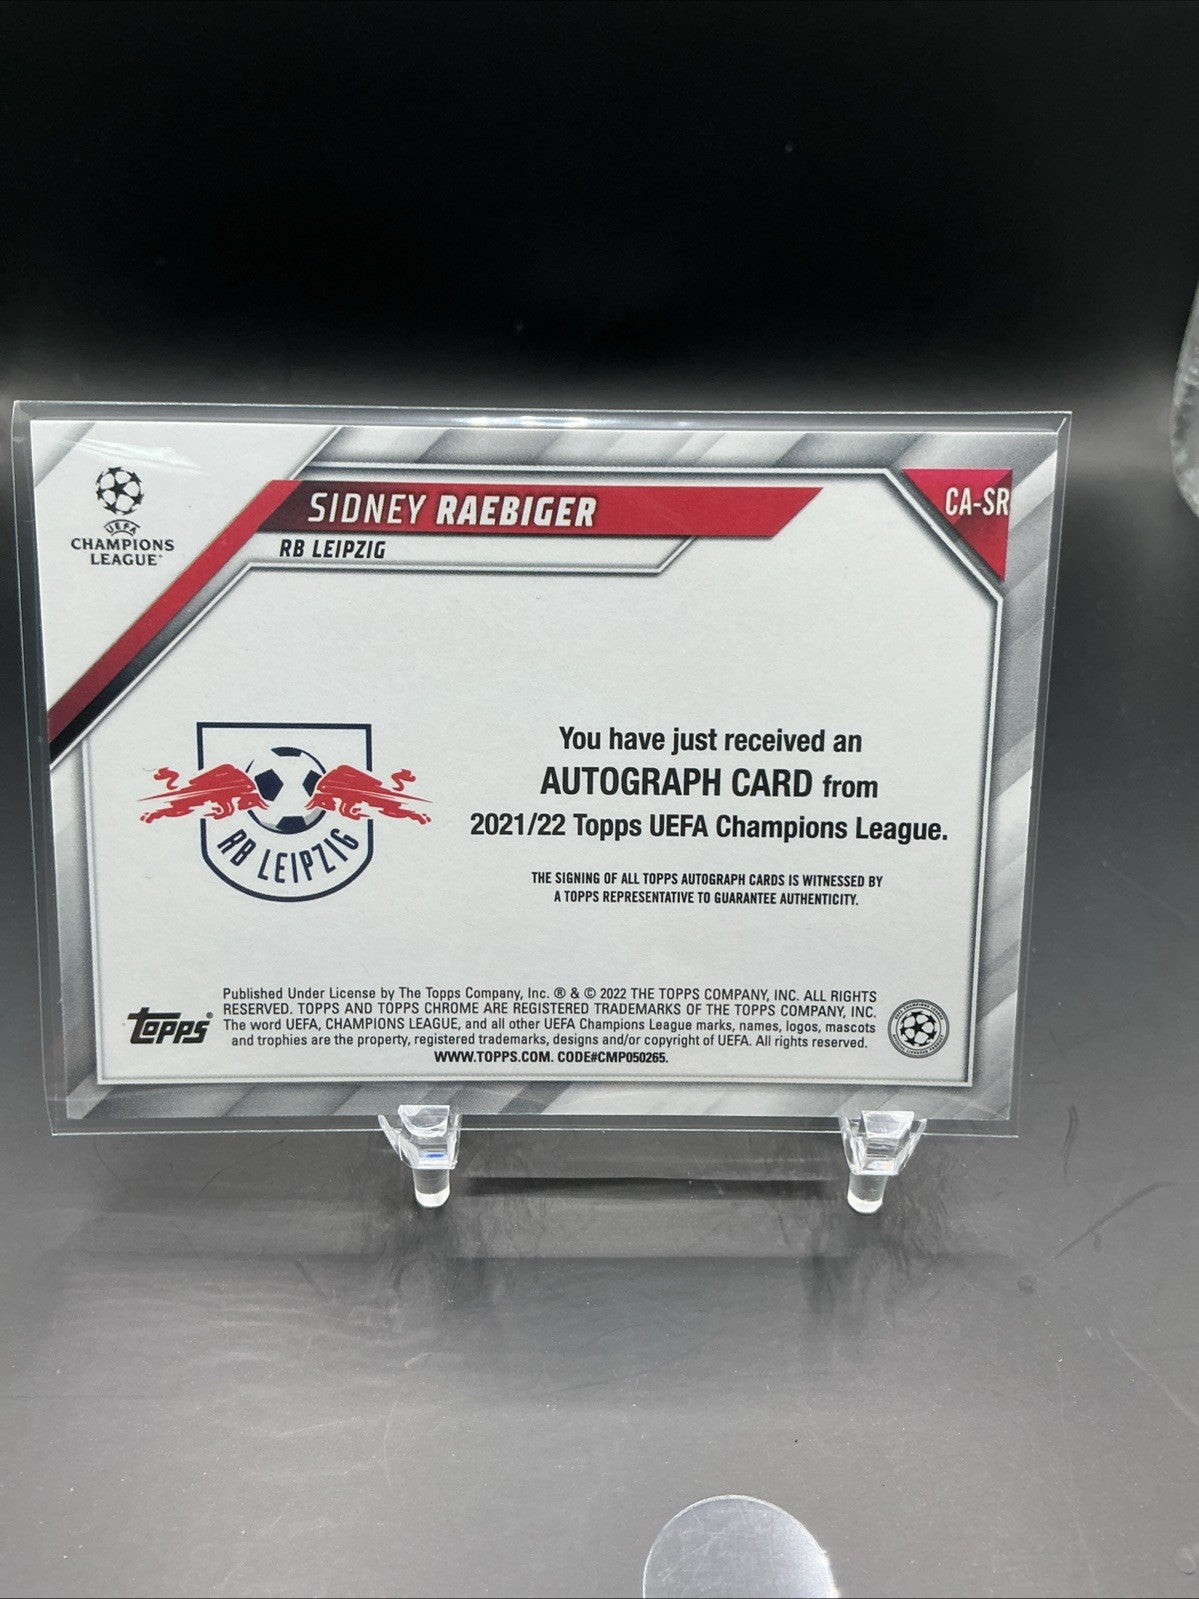 UEFA
CHAMPIONS
LEAGUE
SIDNEY RAEBIGER
RB LEIPZIG
CA-SR
RB LEIPZIG
You have just received an
AUTOGRAPH CARD from
2021/22 Topps UEFA Champions League.
THE SIGNING OF ALL TOPPS AUTOGRAPH CARDS IS WITNESSED BY
A TOPPS REPRESENTATIVE TO GUARANTEE AUTHENTICITY.
topps®
Published Under License by The Topps Company, Inc. ® & © 2022 THE TOPPS COMPANY, INC. ALL RIGHTS
RESERVED. TOPPS AND TOPPS CHROME ARE REGISTERED TRADEMARKS OF THE TOPPS COMPANY, INC.
The word UEFA, CHAMPIONS LEAGUE, and all other UEFA Champions League marks, names, logos, mascots
and trophies are the property, registered trademarks, designs and/or copyright of UEFA. All rights reserved.
WWW.TOPPS.COM. CODE#CMP050265.